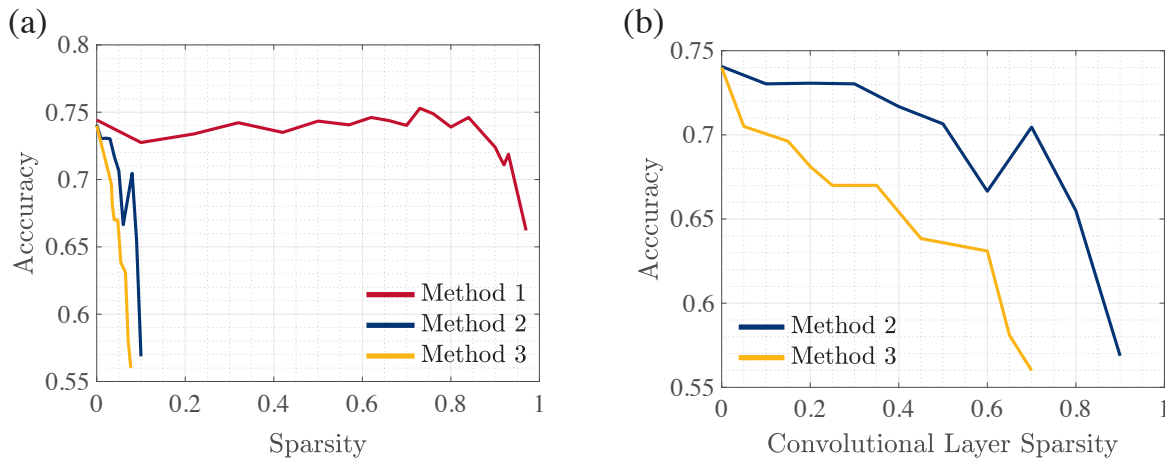 (a)
0.8
0.75
0.7
0.65
0.6
0.55
Acccuracy
0
0.2
0.4
0.6
0.8
1
Sparsity
Method 1
Method 2
Method 3
(b)
0.75
0.7
0.65
0.6
0.55
Acccuracy
0
0.2
0.4
0.6
0.8
1
Convolutional Layer Sparsity
Method 2
Method 3